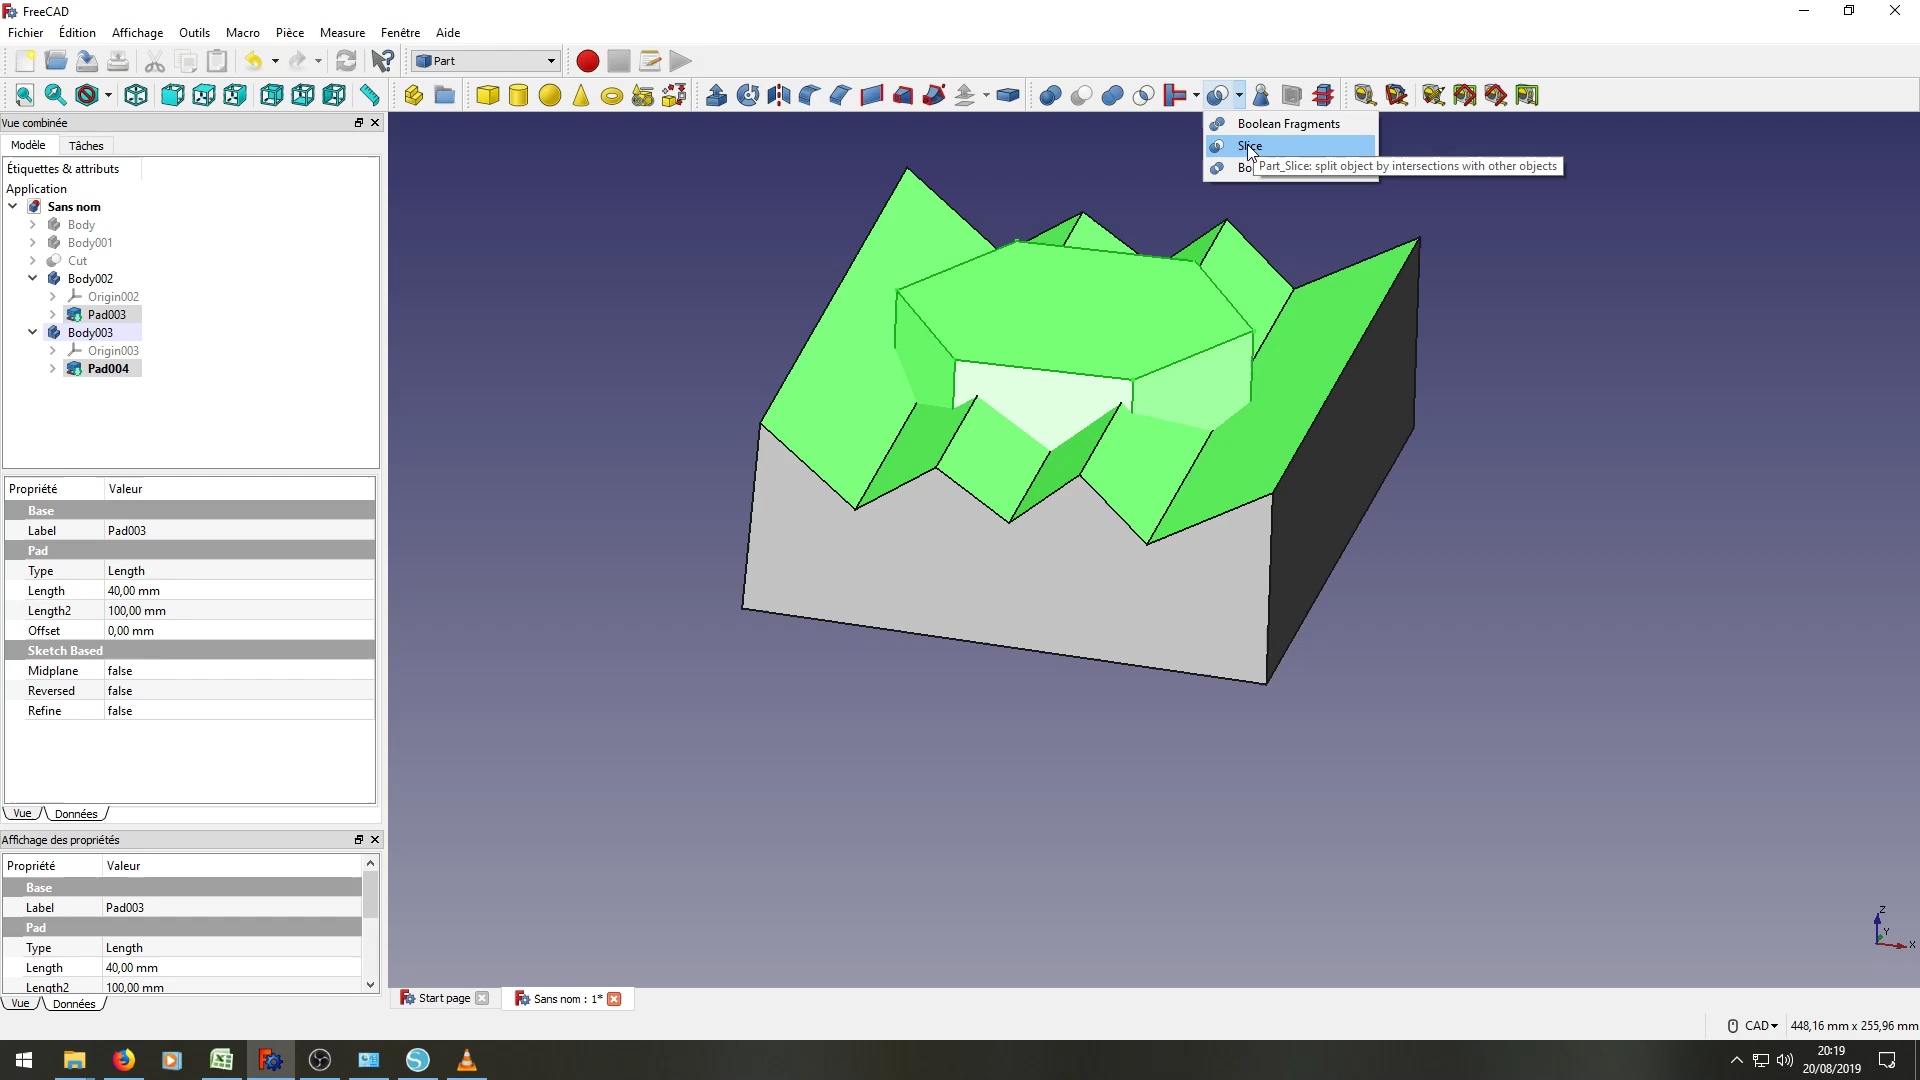 FreeCAD
Fichier Édition Affichage Outils Macro Pièce Measure Fenêtre Aide
Part
Vue combinée
Modèle Tâches
Étiquettes & attributs
Application
Sans nom
Body
Body001
Cut
Body002
Origin002
Pad003
Body003
Origin003
Pad004
Boolean Fragments
Slice
Bo
Part_Slice: split object by intersections with other objects
Propriété Valeur
Base
Label Pad003
Pad
Type Length
Length 40,00 mm
Length2 100,00 mm
Offset 0,00 mm
Sketch Based
Midplane false
Reversed false
Refine false
Vue Données
Affichage des propriétés
Propriété Valeur
Base
Label Pad003
Pad
Type Length
Length 40,00 mm
Length2 100,00 mm
Vue Données
Z
Y
X
Start page Sans nom : 1*
CAD 448,16 mm x 255,96 mm
20:19
20/08/2019